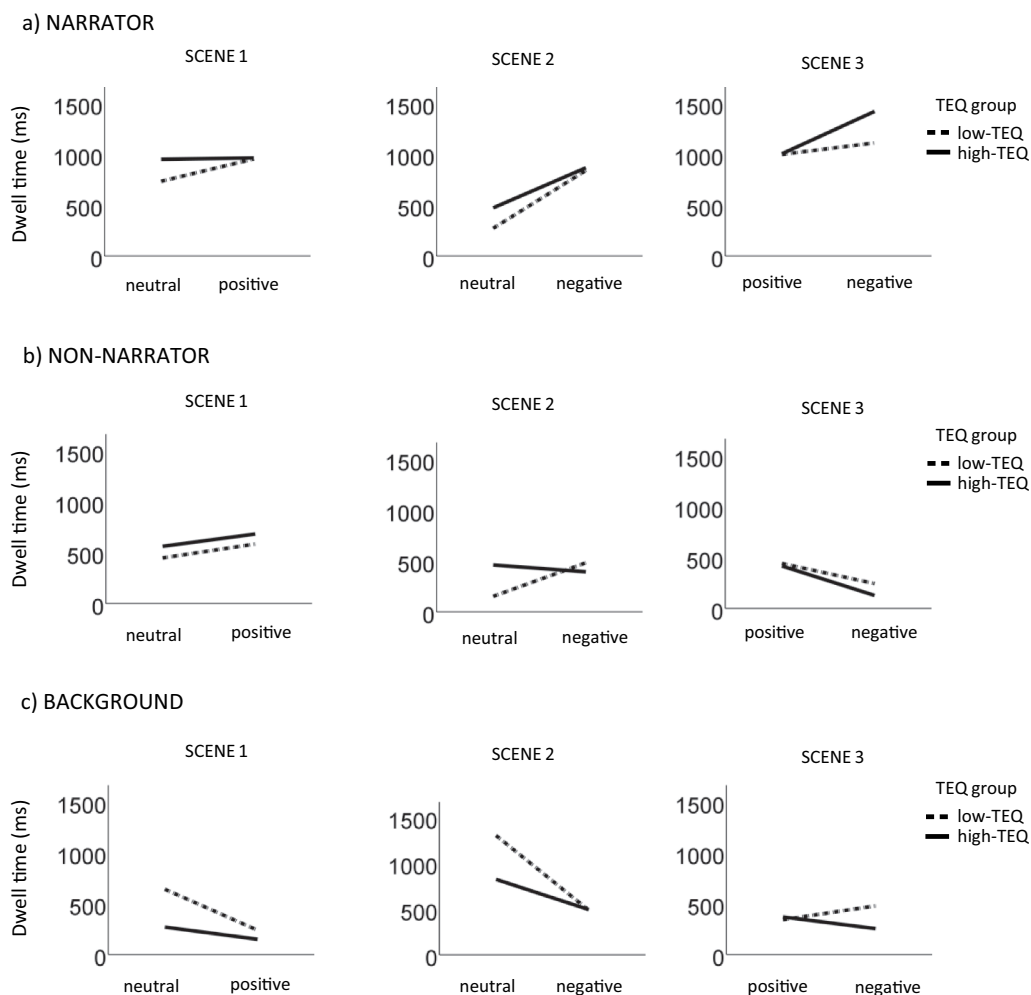 a) NARRATOR
SCENE 1
SCENE 2
SCENE 3
Dwell time (ms)
1500
1000
500
0
neutral
positive
1500
1000
500
0
neutral
negative
1500
1000
500
0
positive
negative
TEQ group
low-TEQ
high-TEQ
b) NON-NARRATOR
SCENE 1
SCENE 2
SCENE 3
Dwell time (ms)
1500
1000
500
0
neutral
positive
1500
1000
500
0
neutral
negative
1500
1000
500
0
positive
negative
TEQ group
low-TEQ
high-TEQ
c) BACKGROUND
SCENE 1
SCENE 2
SCENE 3
Dwell time (ms)
1500
1000
500
0
neutral
positive
1500
1000
500
0
neutral
negative
1500
1000
500
0
positive
negative
TEQ group
low-TEQ
high-TEQ